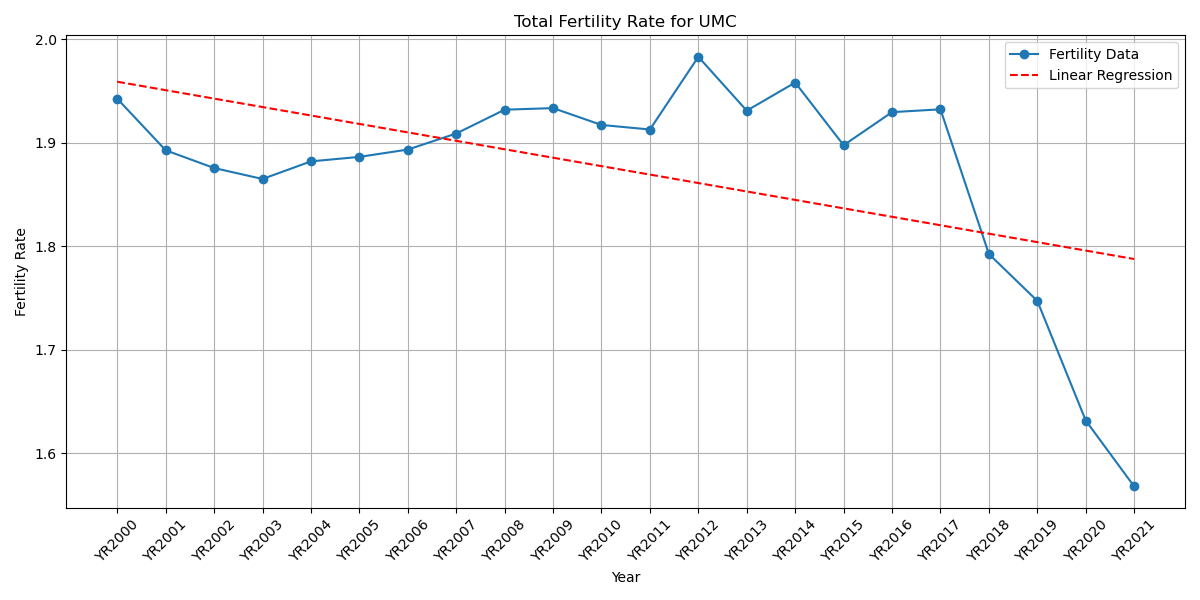 Total Fertility Rate for UMC
Fertility Data
Linear Regression
Fertility Rate
2.0
1.9
1.8
1.7
1.6
YR2000
YR2001
YR2002
YR2003
YR2004
YR2005
YR2006
YR2007
YR2008
YR2009
YR2010
YR2011
YR2012
YR2013
YR2014
YR2015
YR2016
YR2017
YR2018
YR2019
YR2020
YR2021
Year